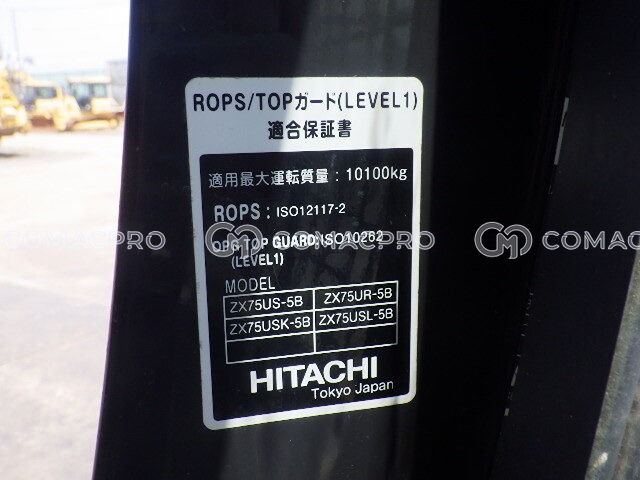 ROPS/TOPガード(LEVEL1)
適合保証書
適用最大運転質量：10100kg
ROPS：ISO12117-2
OPG TOP GUARD:ISO10262
(LEVEL1)
MODEL
ZX75US-5B ZX75UR-5B
ZX75USK-5B ZX75USL-5B
HITACHI
Tokyo Japan
COMACPRO
COMACPRO
COMACPRO